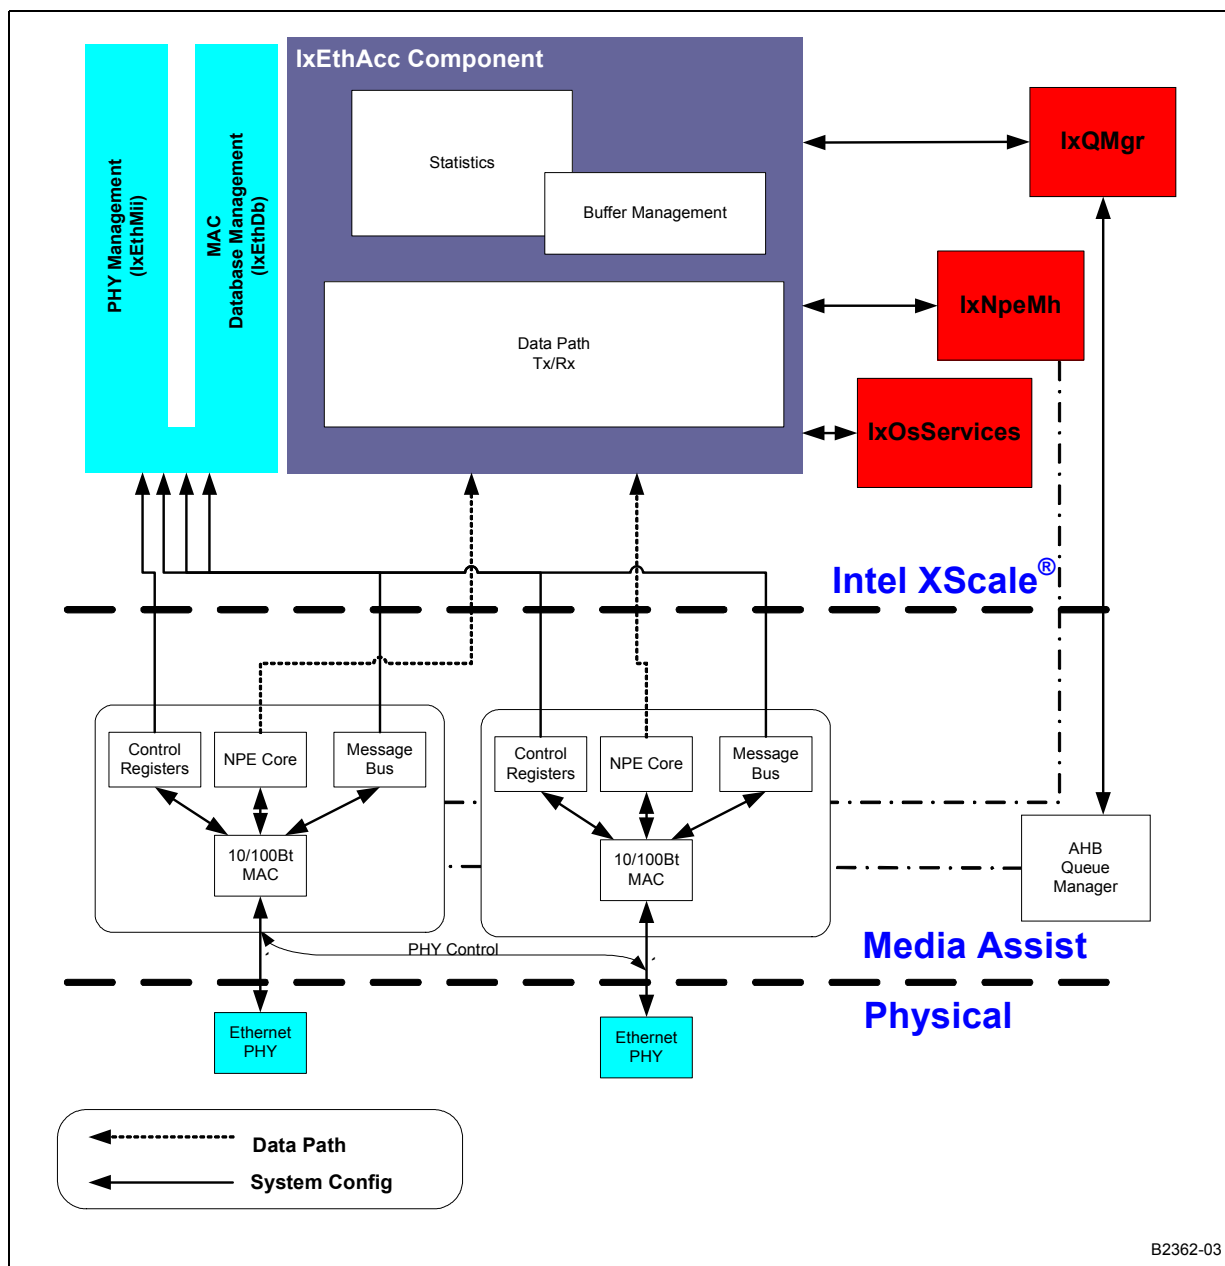 IxEthAcc Component
PHY Management
(IxEthMii)
MAC
Database Management
(IxEthDb)
Statistics
Buffer Management
Data Path
Tx/Rx
IxQMgr
IxNpeMh
IxOsServices
Intel XScale®
Control
Registers
NPE Core
Message
Bus
10/100Bt
MAC
Control
Registers
NPE Core
Message
Bus
10/100Bt
MAC
AHB
Queue
Manager
PHY Control
Media Assist
Physical
Ethernet
PHY
Ethernet
PHY
Data Path
System Config
B2362-03